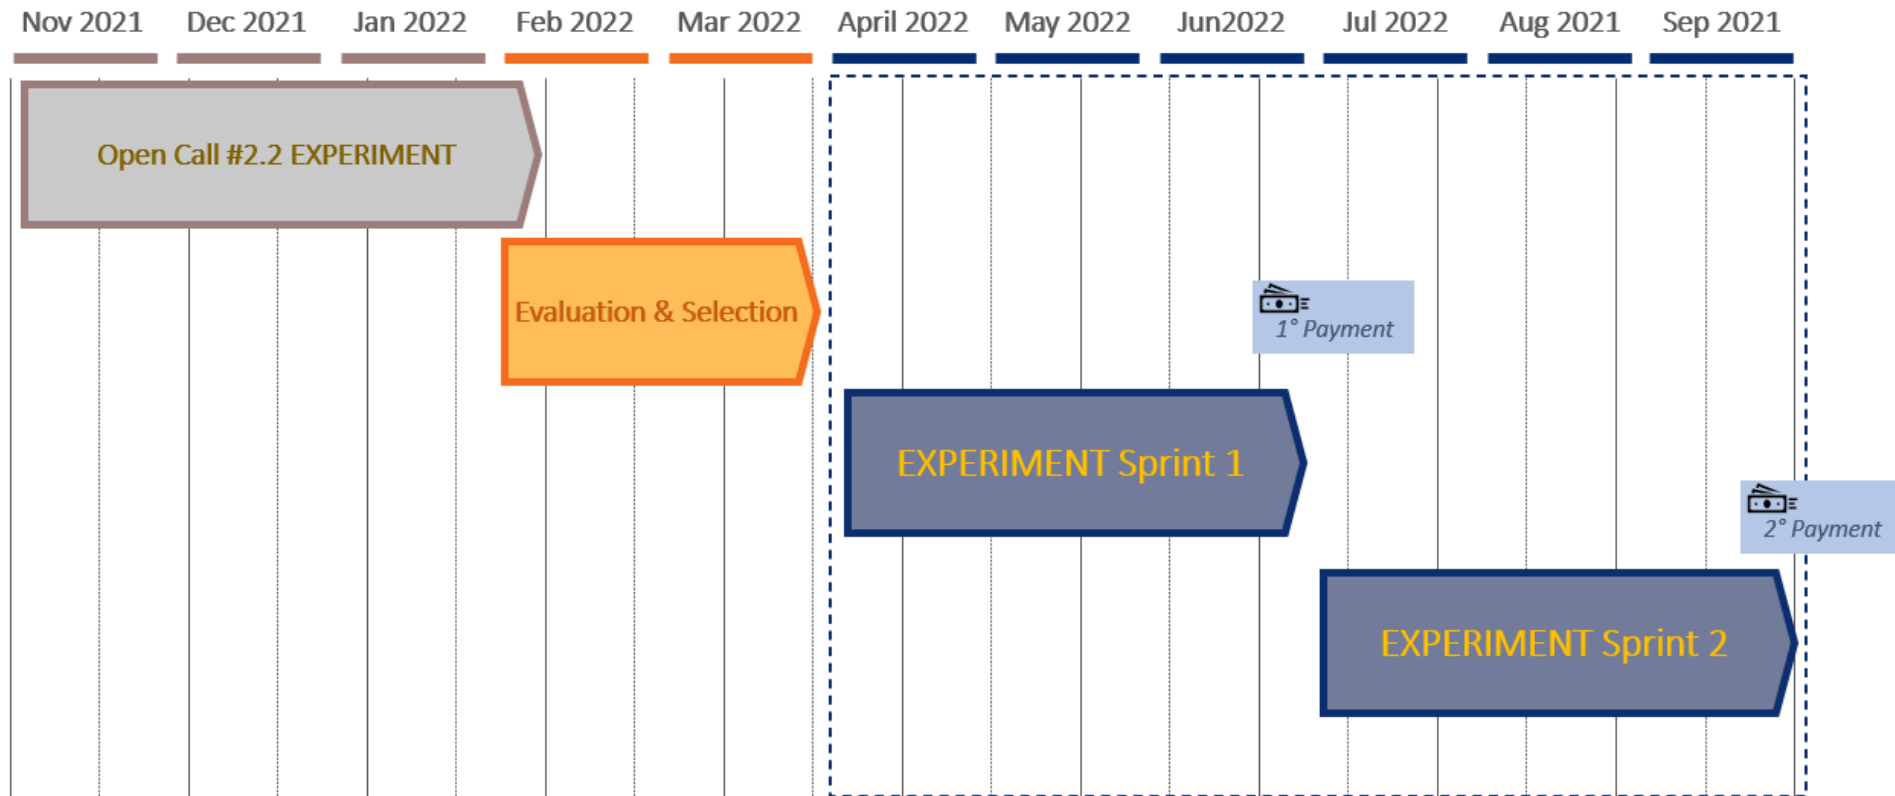 Nov 2021 Dec 2021 Jan 2022 Feb 2022 Mar 2022 April 2022 May 2022 Jun2022 Jul 2022 Aug 2021 Sep 2021
Open Call #2.2 EXPERIMENT
Evaluation & Selection
1° Payment
EXPERIMENT Sprint 1
2° Payment
EXPERIMENT Sprint 2